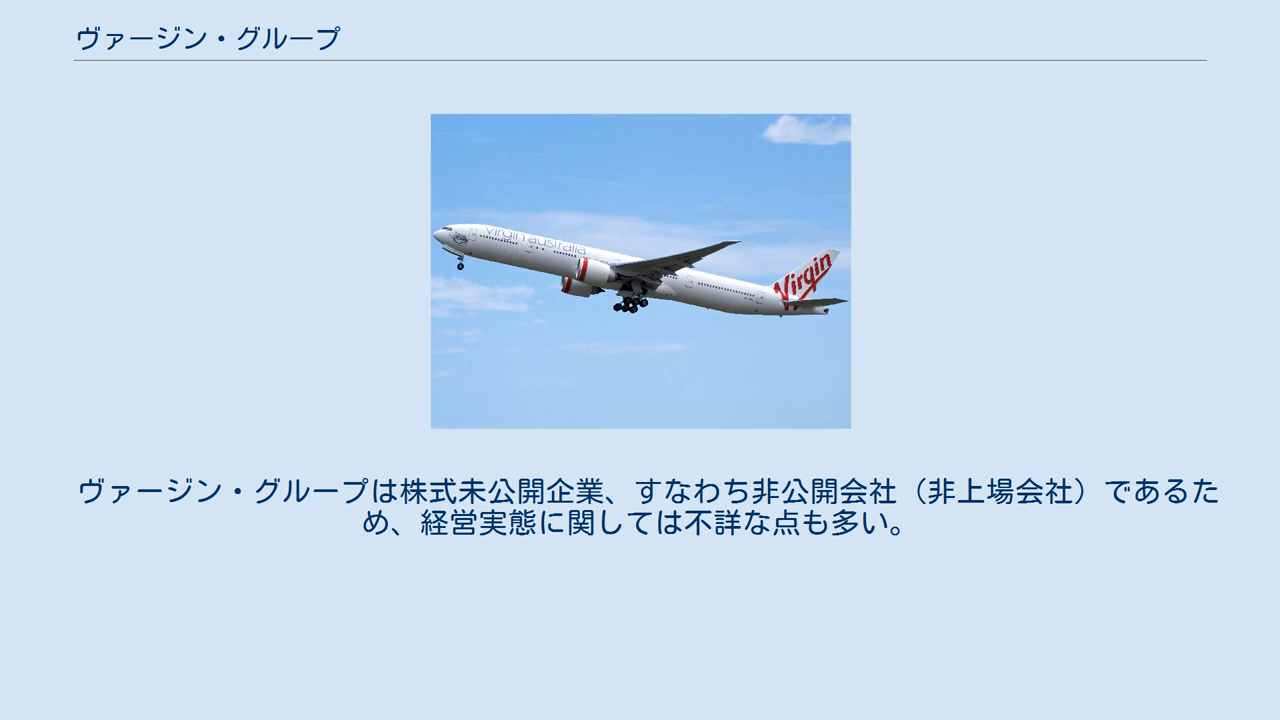 ヴァージン・グループ
virgin australia
Virgin
ヴァージン・グループは株式未公開企業、すなわち非公開会社（非上場会社）であるた
め、経営実態に関しては不詳な点も多い。